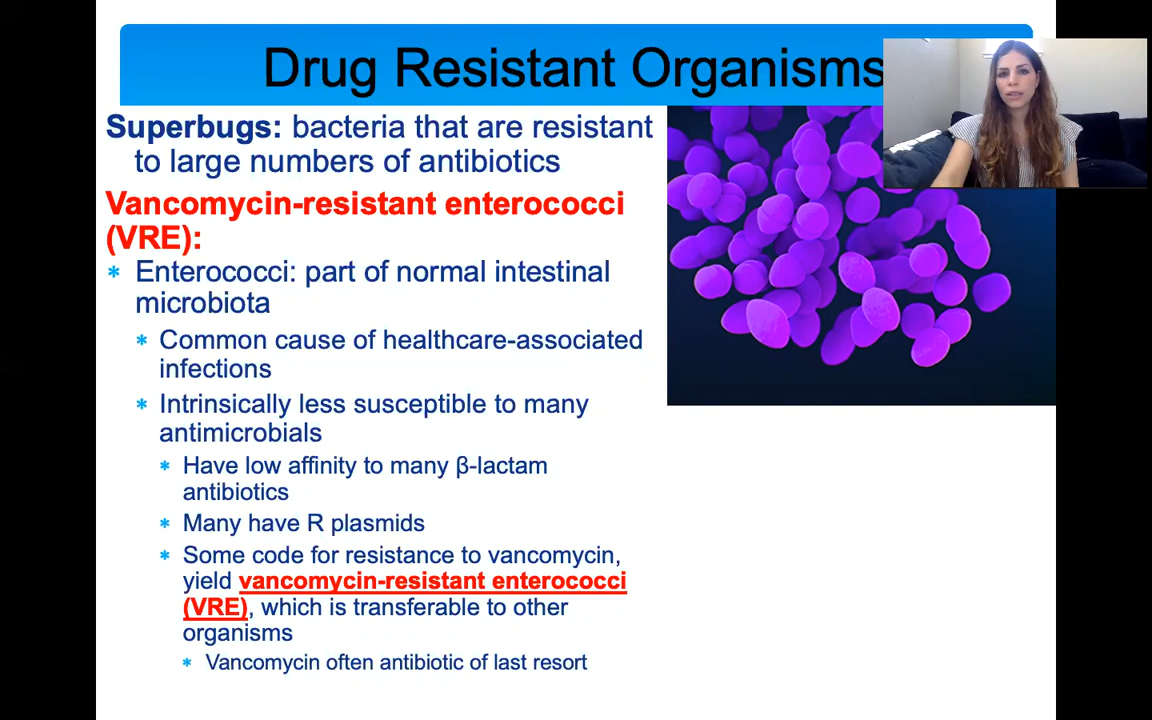 Drug Resistant Organisms
Superbugs: bacteria that are resistant
to large numbers of antibiotics
Vancomycin-resistant enterococci
(VRE):
* Enterococci: part of normal intestinal
microbiota
* Common cause of healthcare-associated
infections
* Intrinsically less susceptible to many
antimicrobials
* Have low affinity to many β-lactam
antibiotics
* Many have R plasmids
* Some code for resistance to vancomycin,
yield vancomycin-resistant enterococci
(VRE), which is transferable to other
organisms
* Vancomycin often antibiotic of last resort